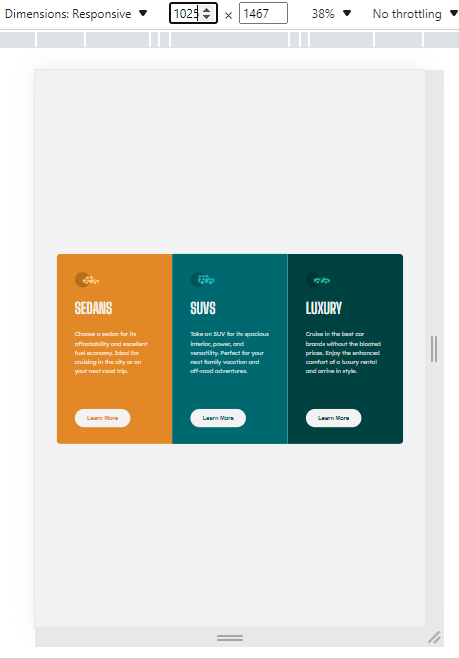 Dimensions: Responsive 1025 × 1467 38% No throttling
SEDANS
Choose a sedan for its
affordability and excellent
fuel economy. Ideal for
cruising in the city or on
your next road trip.
Learn More
SUVS
Take an SUV for its spacious
interior, power, and
versatility. Perfect for your
next family vacation and
off-road adventures.
Learn More
LUXURY
Cruise in the best car
brands without the bloated
prices. Enjoy the enhanced
comfort of a luxury rental
and arrive in style.
Learn More